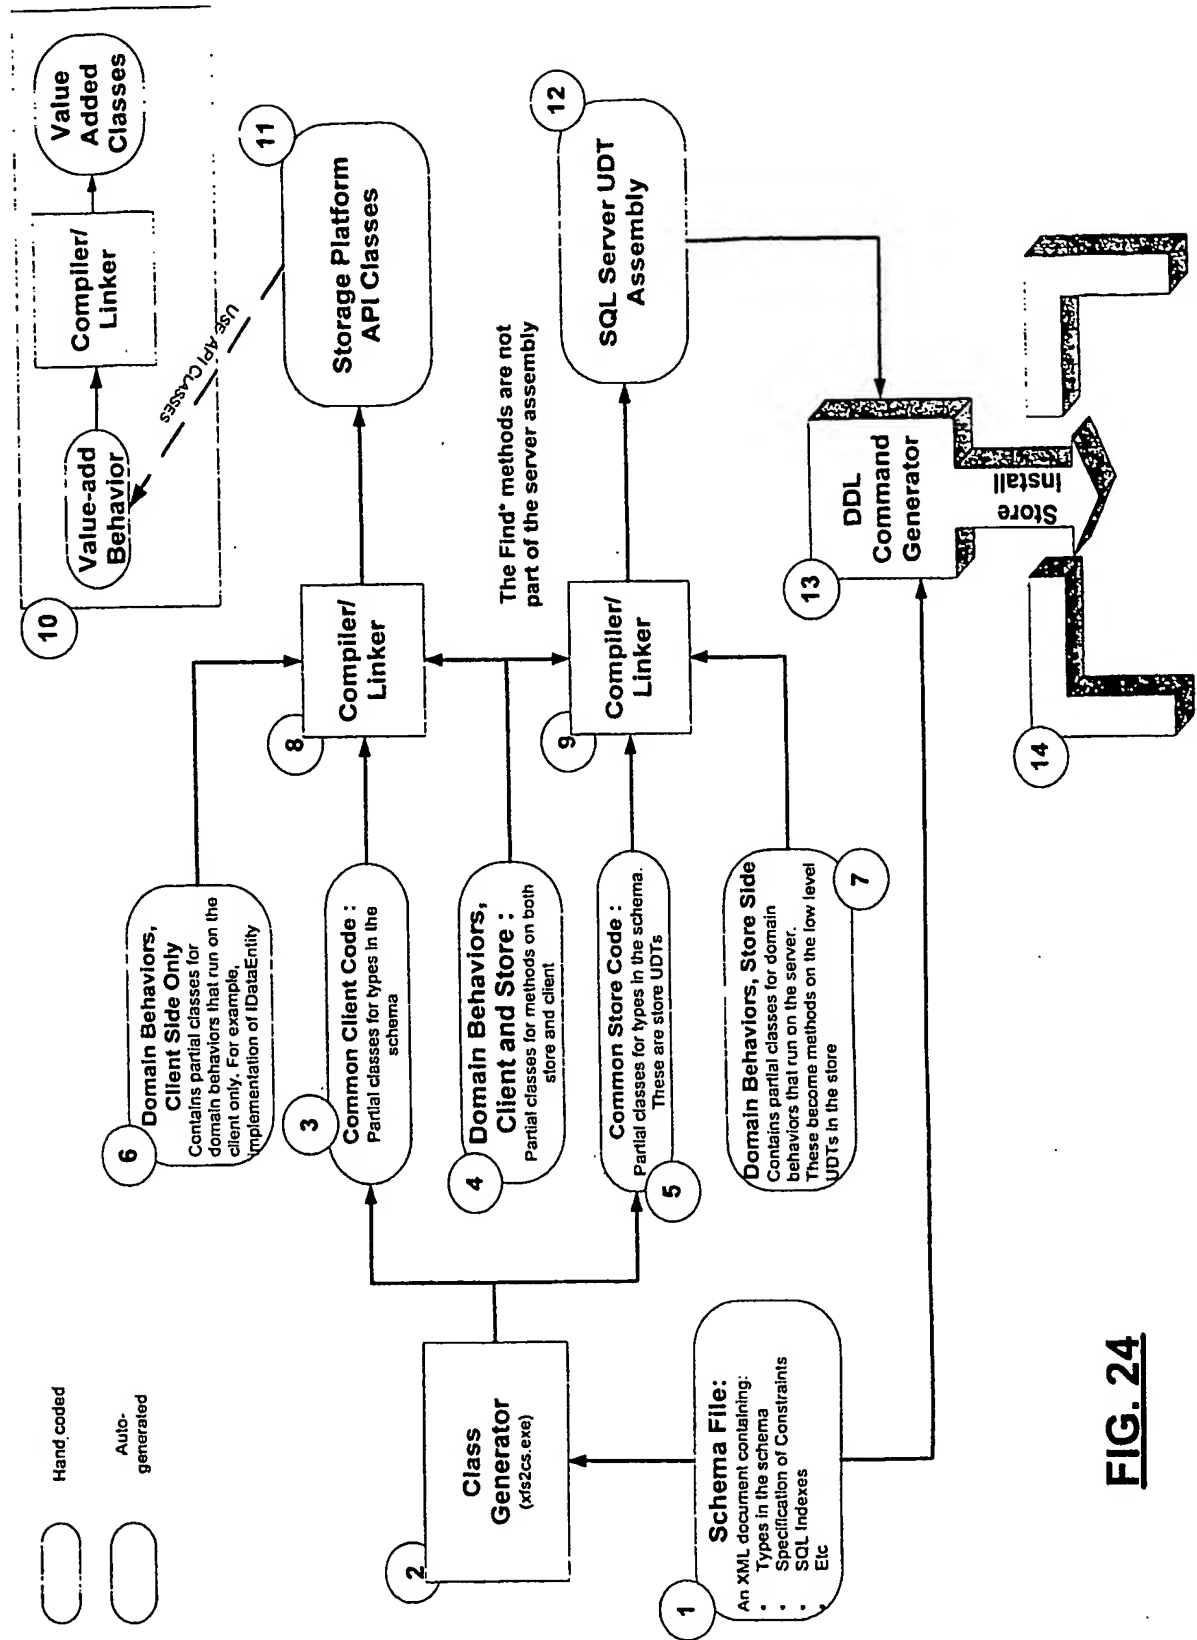 Hand coded
Auto-
generated
10
Value-add
Behavior
Compiler/
Linker
Value
Added
Classes
USE API CLASSES
6
Domain Behaviors,
Client Side Only
Contains partial classes for
domain behaviors that run on the
client only. For example,
implementation of IDataEntity
3
Common Client Code :
Partial classes for types in the
schema
8
Compiler/
Linker
11
Storage Platform
API Classes
2
Class
Generator
(xfs2cs.exe)
4
Domain Behaviors,
Client and Store :
Partial classes for methods on both
store and client
The Find* methods are not
part of the server assembly
5
Common Store Code :
Partial classes for types in the schema.
These are store UDTs
9
Compiler/
Linker
12
SQL Server UDT
Assembly
1
Schema File:
An XML document containing:
• Types in the schema
• Specification of Constraints
• SQL Indexes
• Etc
7
Domain Behaviors, Store Side
Contains partial classes for domain
behaviors that run on the server.
These become methods on the low level
UDTs in the store
13
DDL
Command
Generator
Store
Install
14
FIG. 24